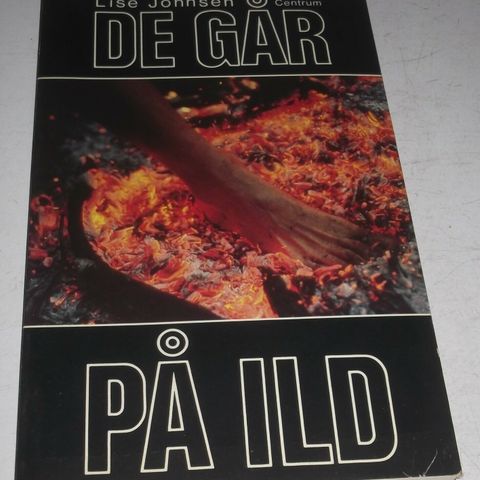 Lise Johnsen Centrum
DE GÅR
PÅ ILD